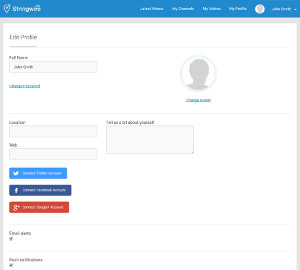 Stringwire
Latest Videos My Channels My Videos My Profile John Smith
Edit Profile
Full Name
John Smith
Change password
Change avatar
Location
Tell us a bit about yourself
Web
Connect Twitter Account
Connect Facebook Account
Connect Google+ Account
Email alerts
Push notifications